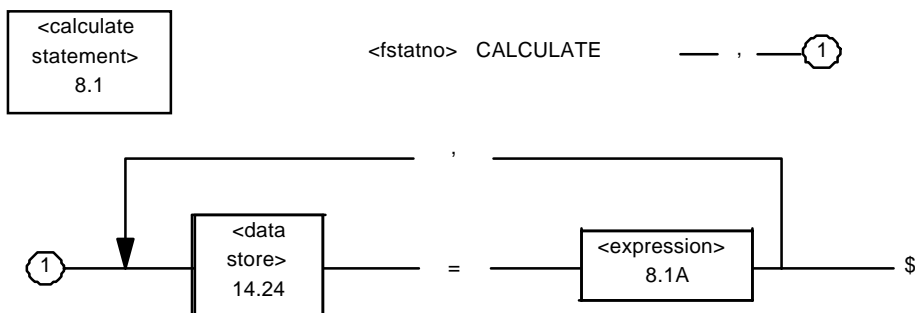 <calculate
statement>
8.1
<fstatno> CALCULATE , 1
,
1
<data
store>
14.24
=
<expression>
8.1A
$